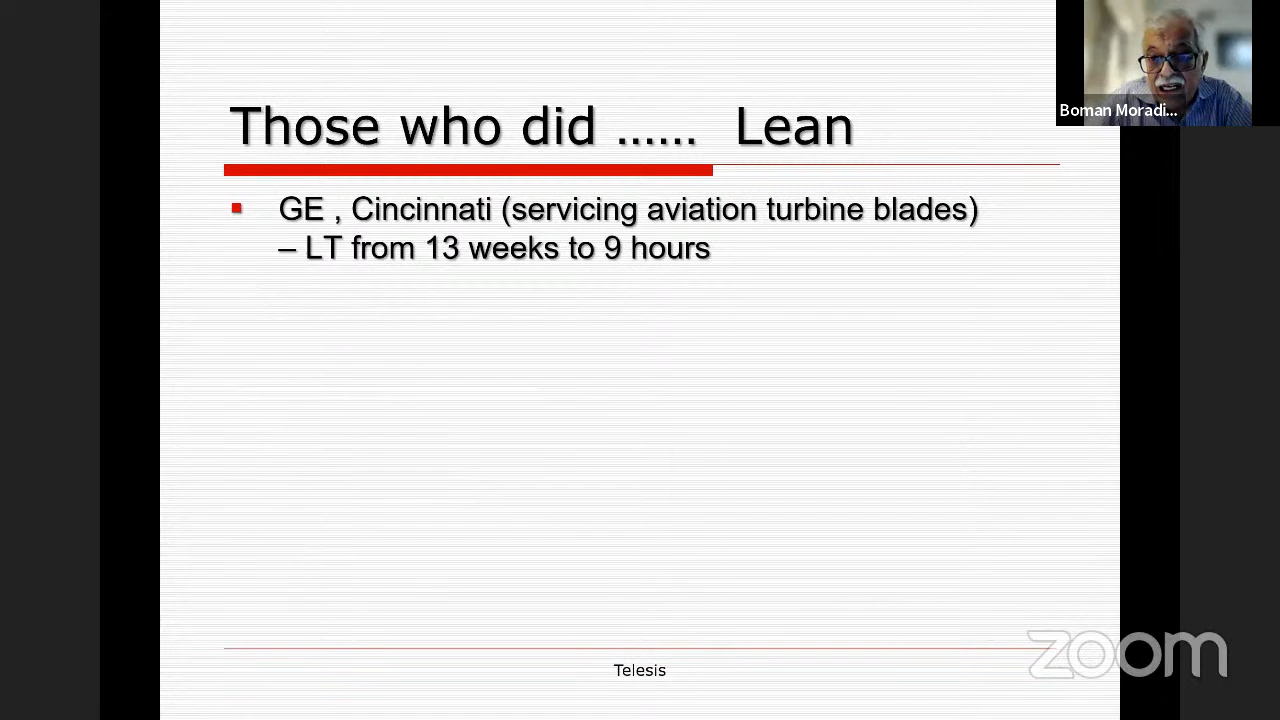 Boman Moradi...
Those who did ...... Lean
▪ GE , Cincinnati (servicing aviation turbine blades)
– LT from 13 weeks to 9 hours
Telesis
zoom